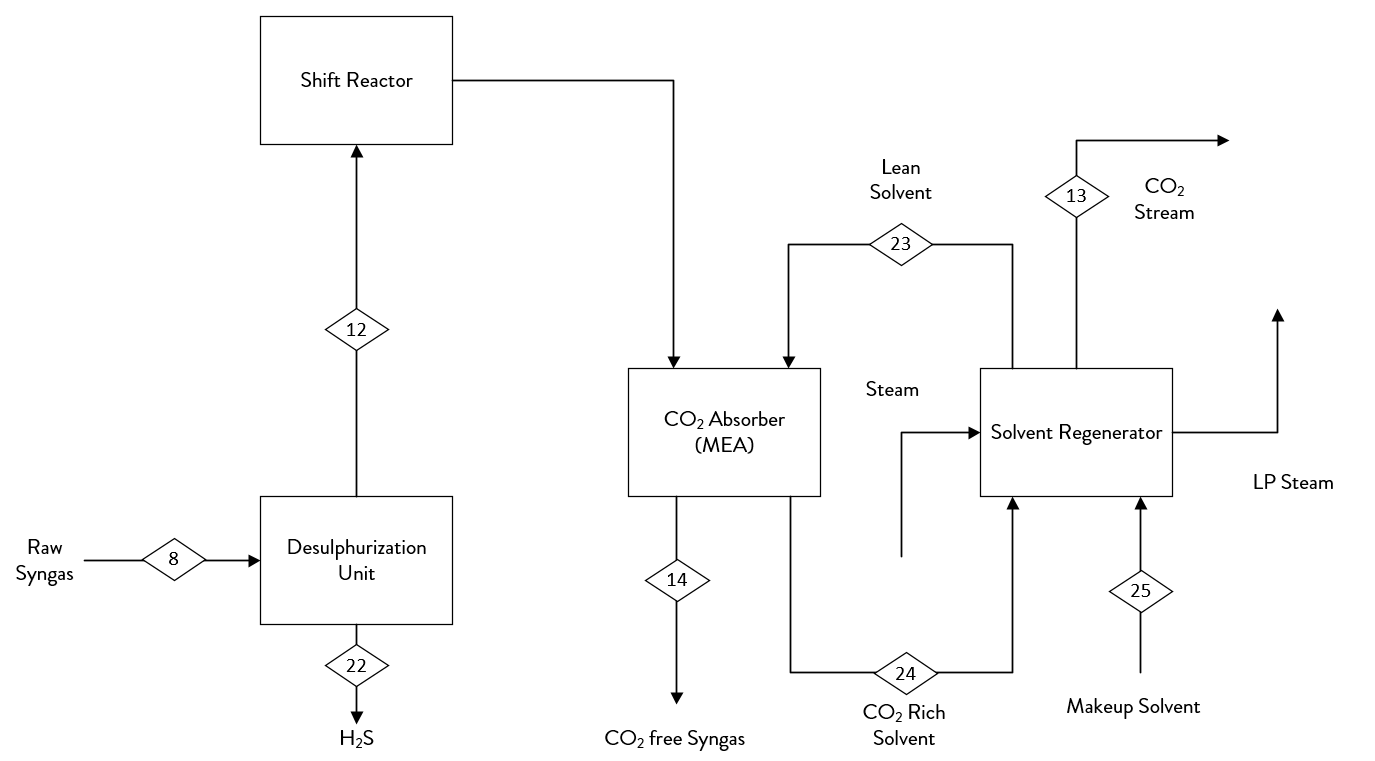 Shift Reactor
Lean
Solvent
13
CO₂
Stream
23
12
Steam
CO₂ Absorber
(MEA)
Solvent Regenerator
LP Steam
Raw
Syngas
8
Desulphurization
Unit
14
25
22
24
H₂S
CO₂ free Syngas
CO₂ Rich
Solvent
Makeup Solvent